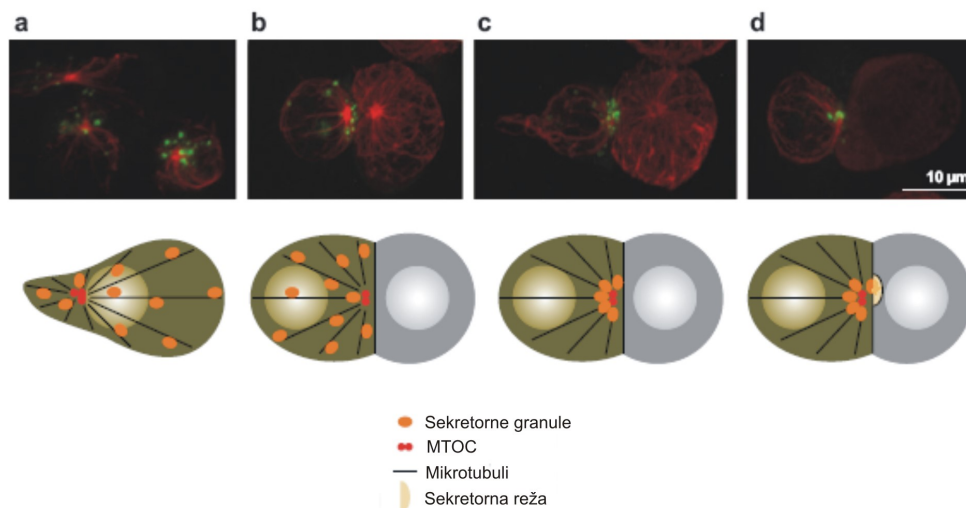 a b c d
10 µm
Sekretorne granule
MTOC
Mikrotubuli
Sekretorna reža